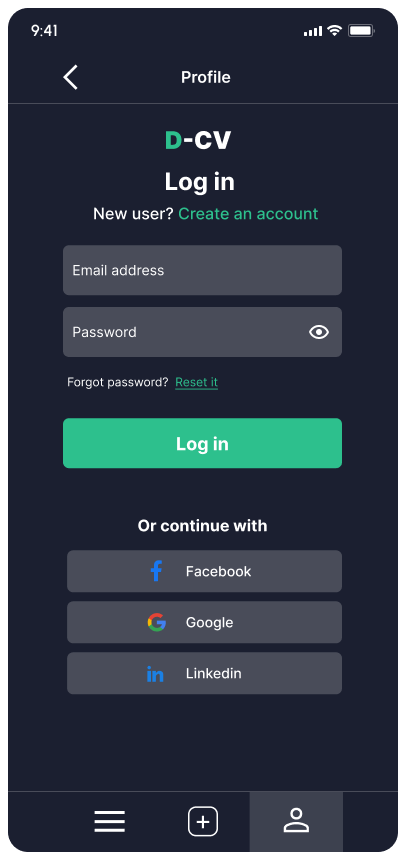 9:41
Profile
D-CV
Log in
New user? Create an account
Email address
Password
Forgot password? Reset it
Log in
Or continue with
Facebook
Google
Linkedin